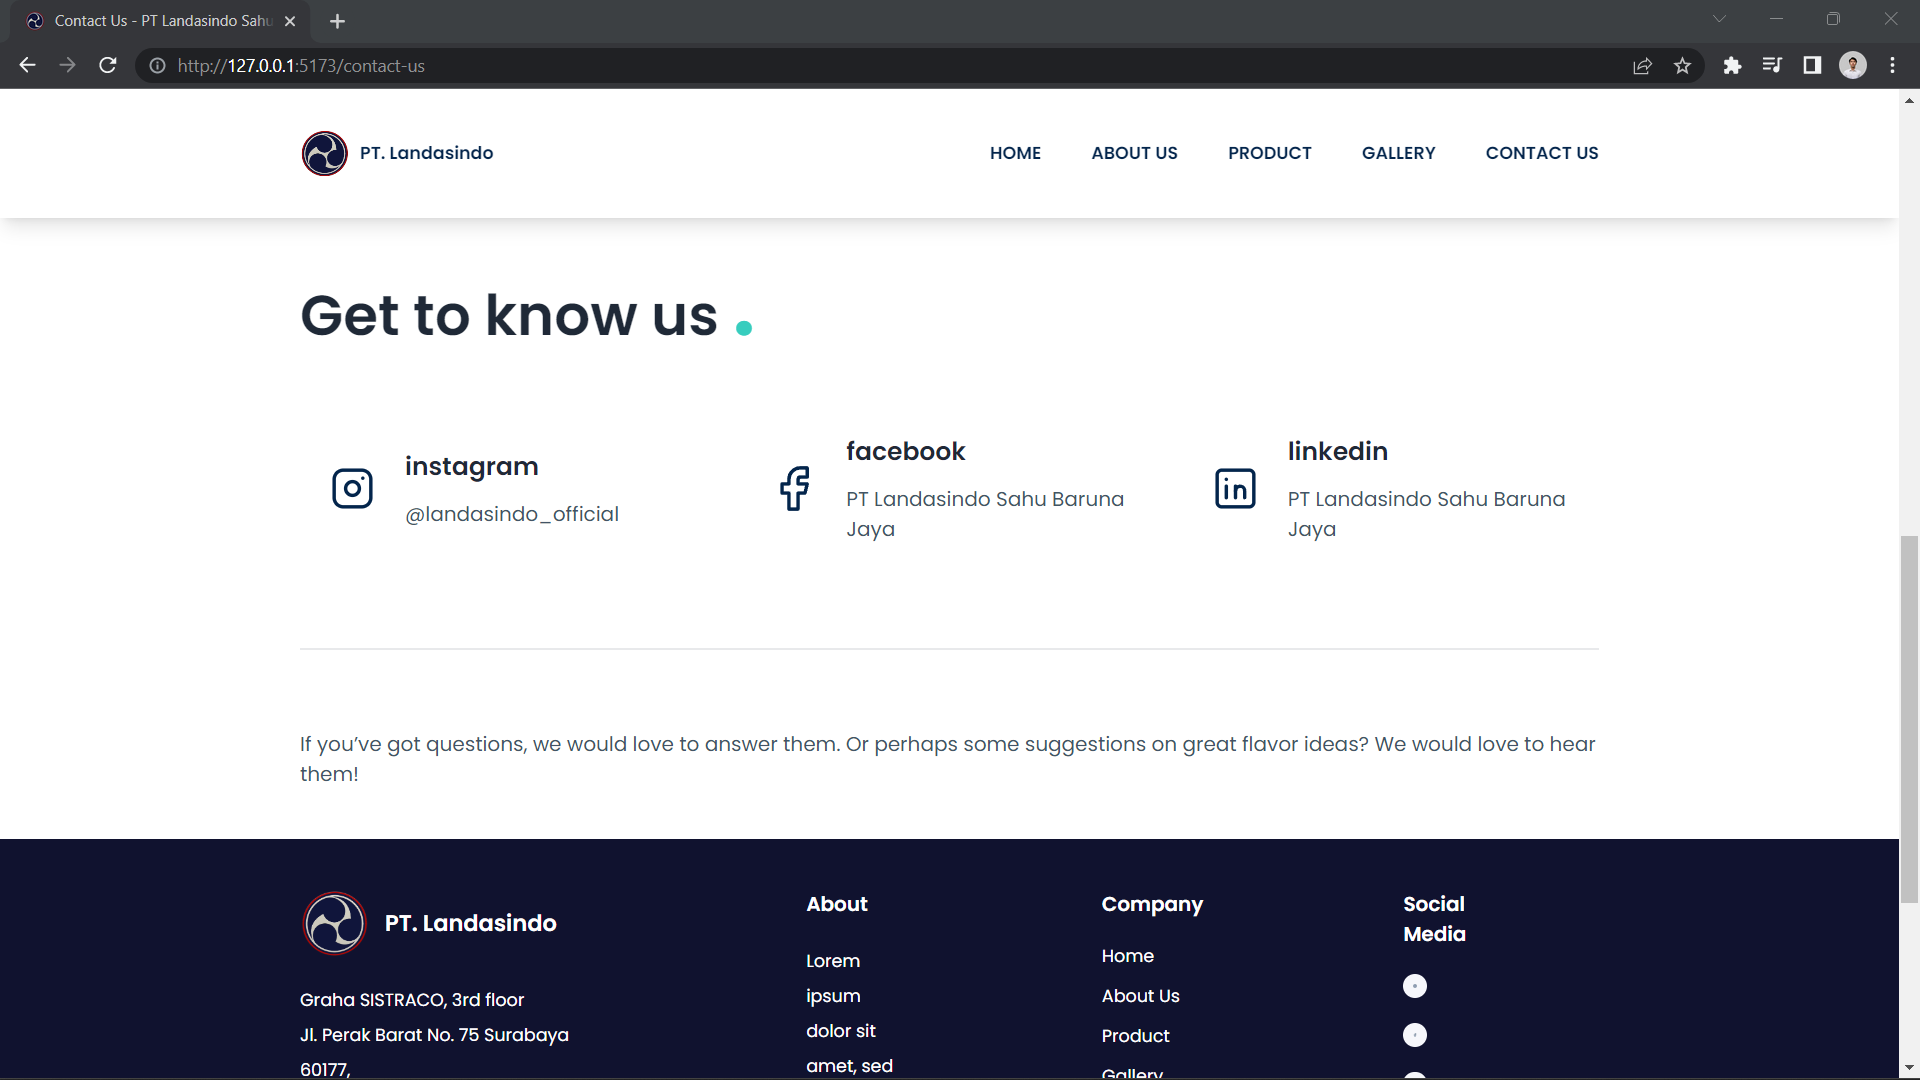 Contact Us - PT Landasindo Sahu
http://127.0.0.1:5173/contact-us
PT. Landasindo
HOME
ABOUT US
PRODUCT
GALLERY
CONTACT US
Get to know us .
instagram
@landasindo_official
facebook
PT Landasindo Sahu Baruna
Jaya
linkedin
PT Landasindo Sahu Baruna
Jaya
If you’ve got questions, we would love to answer them. Or perhaps some suggestions on great flavor ideas? We would love to hear
them!
PT. Landasindo
Graha SISTRACO, 3rd floor
Jl. Perak Barat No. 75 Surabaya
60177,
About
Lorem
ipsum
dolor sit
amet, sed
Company
Home
About Us
Product
Gallery
Social
Media